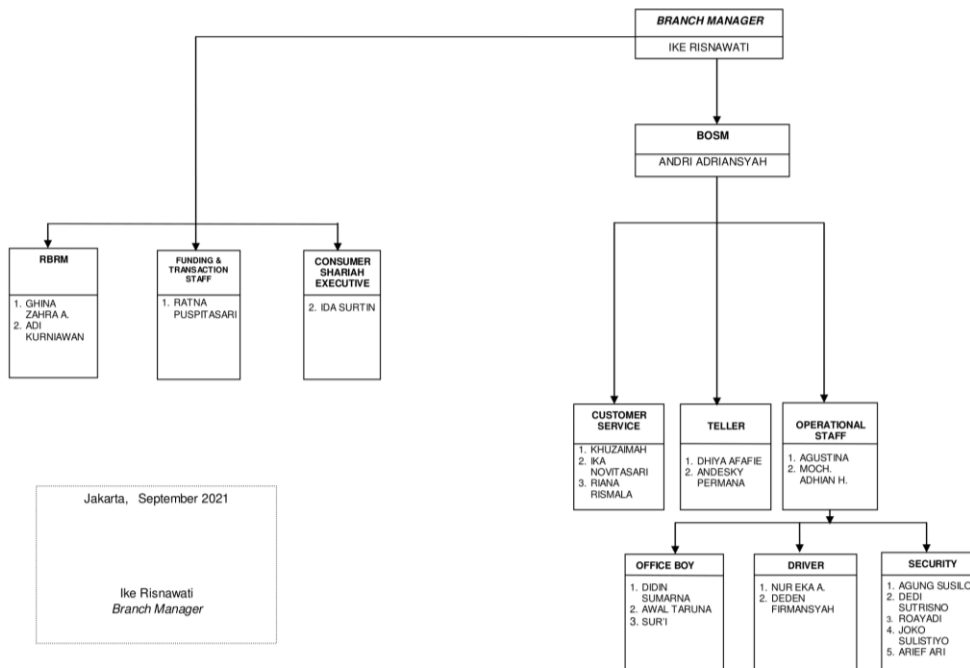 BRANCH MANAGER
IKE RISNAWATI
BOSM
ANDRI ADRIANSYAH
RBRM
1. GHINA
ZAHRA A.
2. ADI
KURNIAWAN
FUNDING &
TRANSACTION
STAFF
1. RATNA
PUSPITASARI
CONSUMER
SHARIAH
EXECUTIVE
2. IDA SURTIN
CUSTOMER
SERVICE
1. KHUZAIMAH
2. IKA
NOVITASARI
3. RIANA
RISMALA
TELLER
1. DHIYA AFAFIE
2. ANDESKY
PERMANA
OPERATIONAL
STAFF
1. AGUSTINA
2. MOCH.
ADHIAN H.
OFFICE BOY
1. DIDIN
SUMARNA
2. AWAL TARUNA
3. SUR'I
DRIVER
1. NUR EKA A.
2. DEDEN
FIRMANSYAH
SECURITY
1. AGUNG SUSILO
2. DEDI
SUTRISNO
3. ROAYADI
4. JOKO
SULISTIYO
5. ARIEF ARI
Jakarta, September 2021
Ike Risnawati
Branch Manager